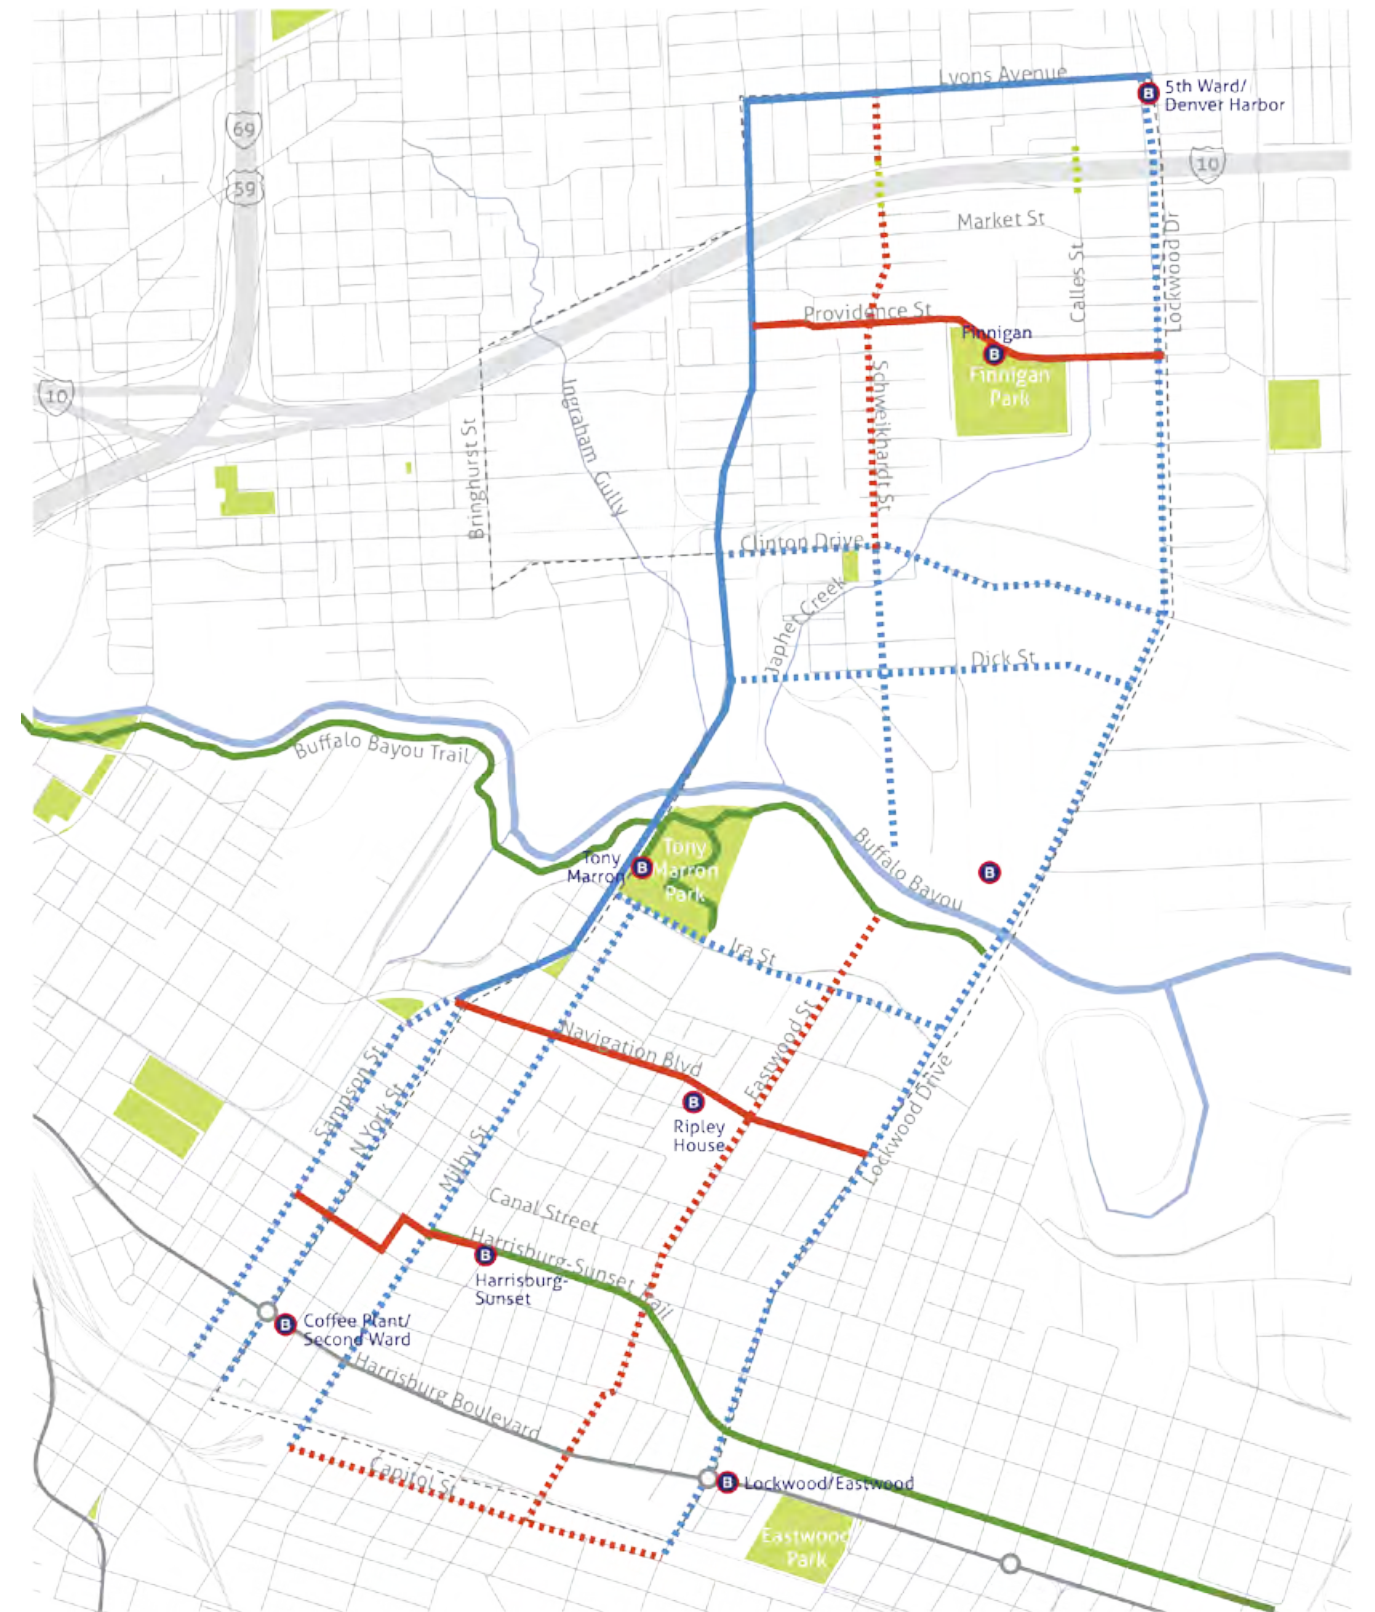 Lyons Avenue
B
5th Ward/
Denver Harbor
69
59
10
Market St
Lockwood Dr
Calles St
Providence St
Finnigan
B
Finnigan
Park
10
Schweikhardt St
Ingraham Gully
Bringhurst St
Clinton Drive
Japhet Creek
Dick St
Buffalo Bayou Trail
Tony
Marron
B
Tony
Marron
Park
Buffalo Bayou
B
Ira St
Navigation Blvd
Eastwood St
Sampson St
N York St
Milby St
B
Ripley
House
Lockwood Drive
Canal Street
Harrisburg-Sunset Trail
B
Harrisburg-
Sunset
B
Coffee Plant/
Second Ward
Harrisburg Boulevard
Capitol St
B
Lockwood/Eastwood
Eastwood
Park